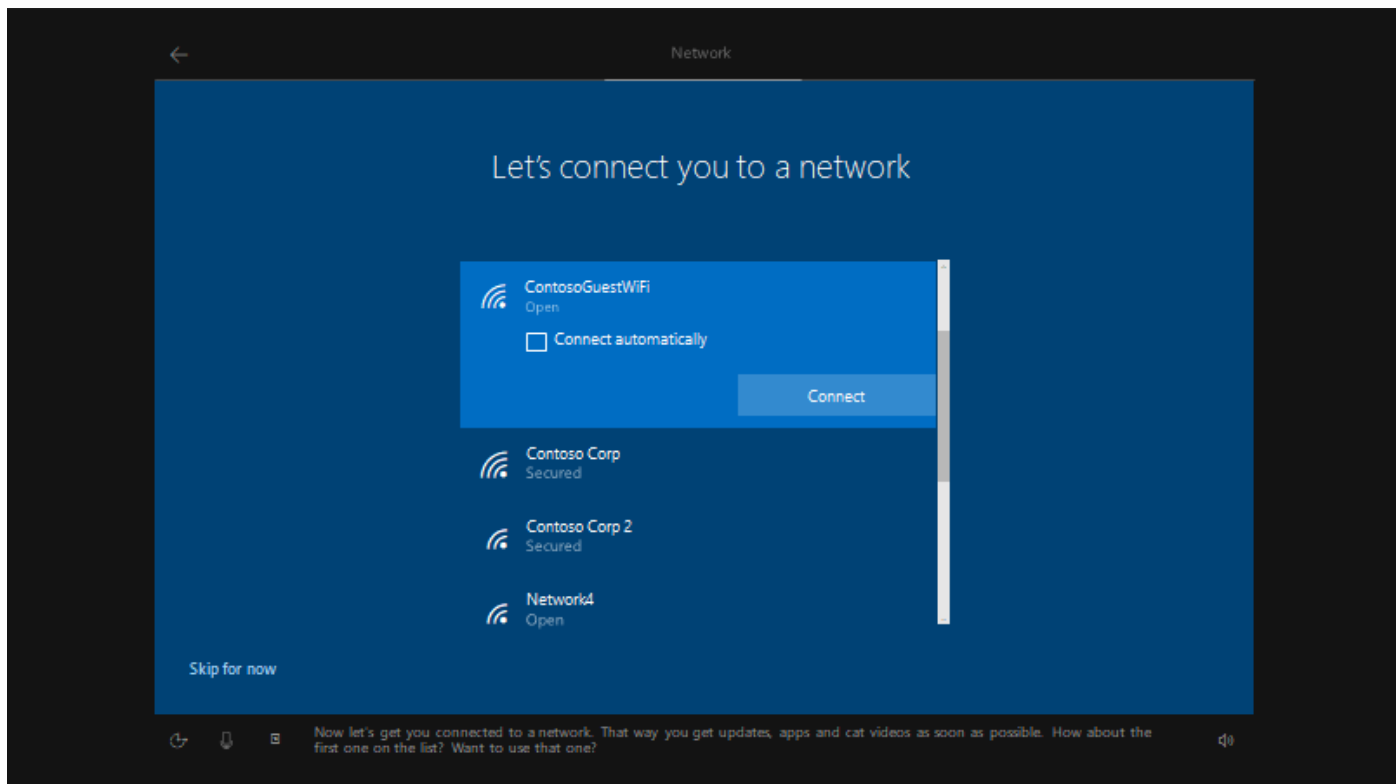 Network
Let's connect you to a network
ContosoGuestWiFi
Open
Connect automatically
Connect
Contoso Corp
Secured
Contoso Corp 2
Secured
Network4
Open
Skip for now
Now let's get you connected to a network. That way you get updates, apps and cat videos as soon as possible. How about the
first one on the list? Want to use that one?